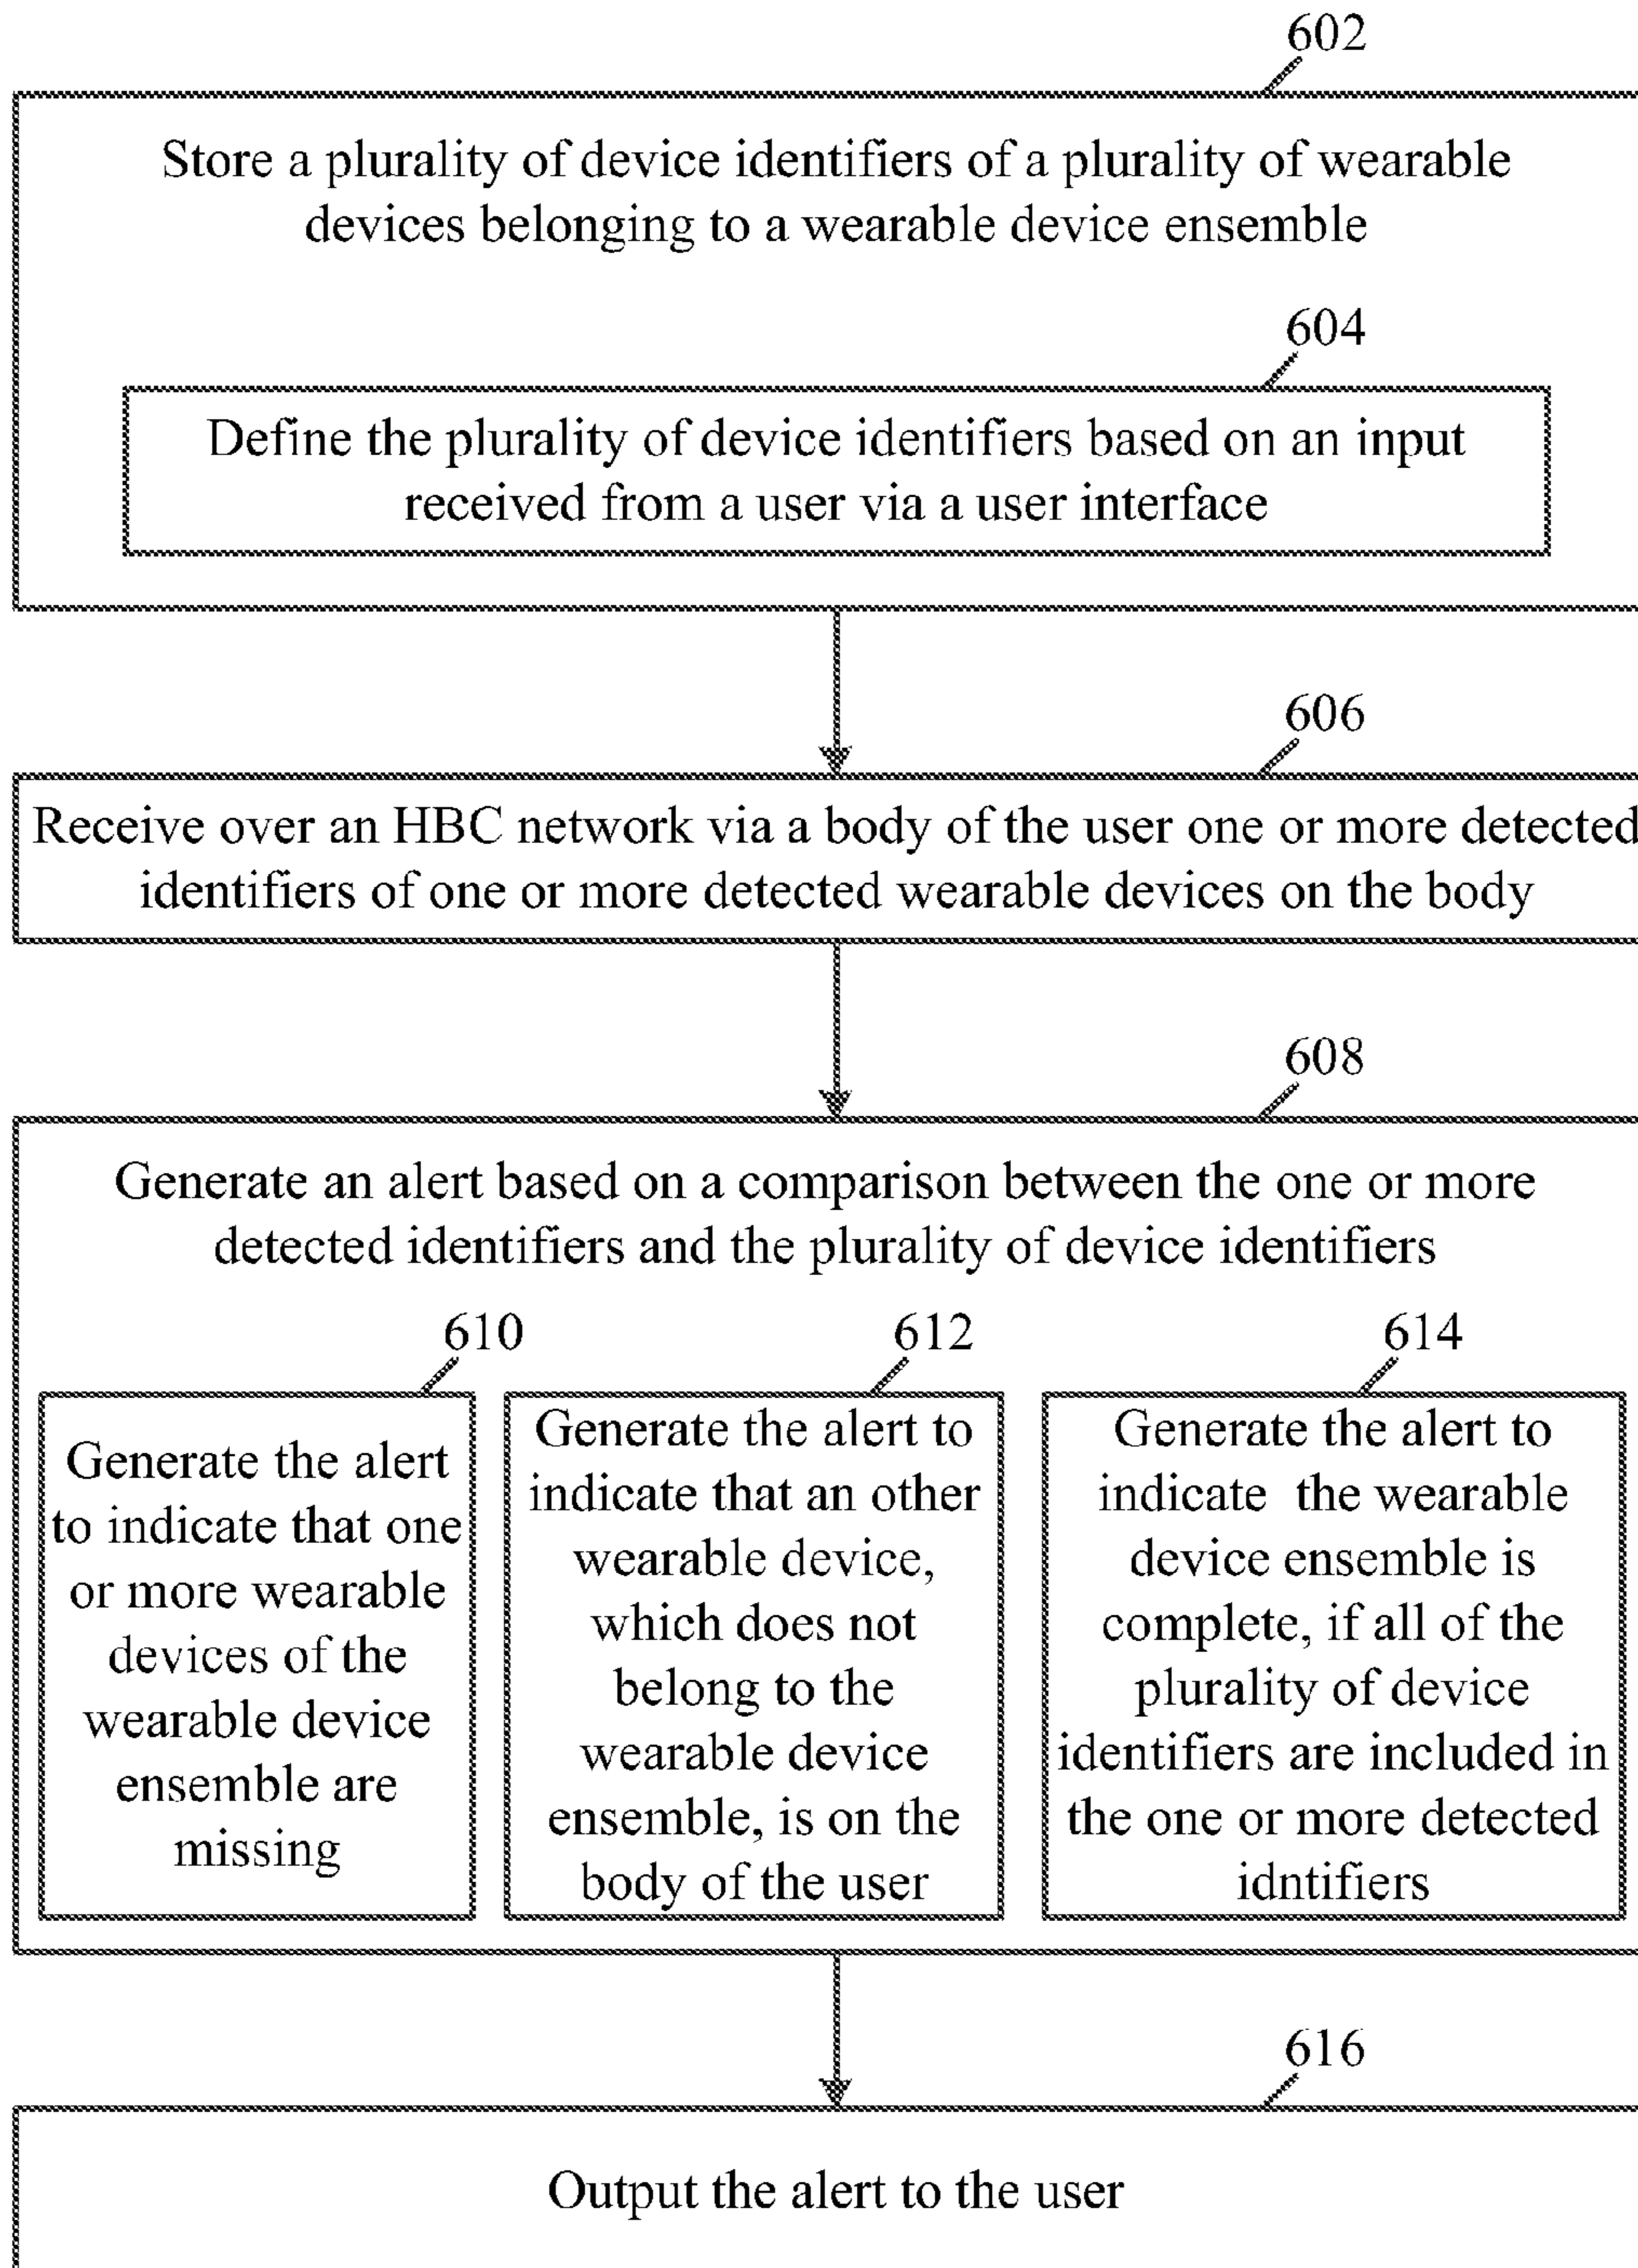 602
Store a plurality of device identifiers of a plurality of wearable
devices belonging to a wearable device ensemble
604
Define the plurality of device identifiers based on an input
received from a user via a user interface
606
Receive over an HBC network via a body of the user one or more detected
identifiers of one or more detected wearable devices on the body
608
Generate an alert based on a comparison between the one or more
detected identifiers and the plurality of device identifiers
610
Generate the alert
to indicate that one
or more wearable
devices of the
wearable device
ensemble are
missing
612
Generate the alert to
indicate that an other
wearable device,
which does not
belong to the
wearable device
ensemble, is on the
body of the user
614
Generate the alert to
indicate the wearable
device ensemble is
complete, if all of the
plurality of device
identifiers are included in
the one or more detected
idntifiers
616
Output the alert to the user